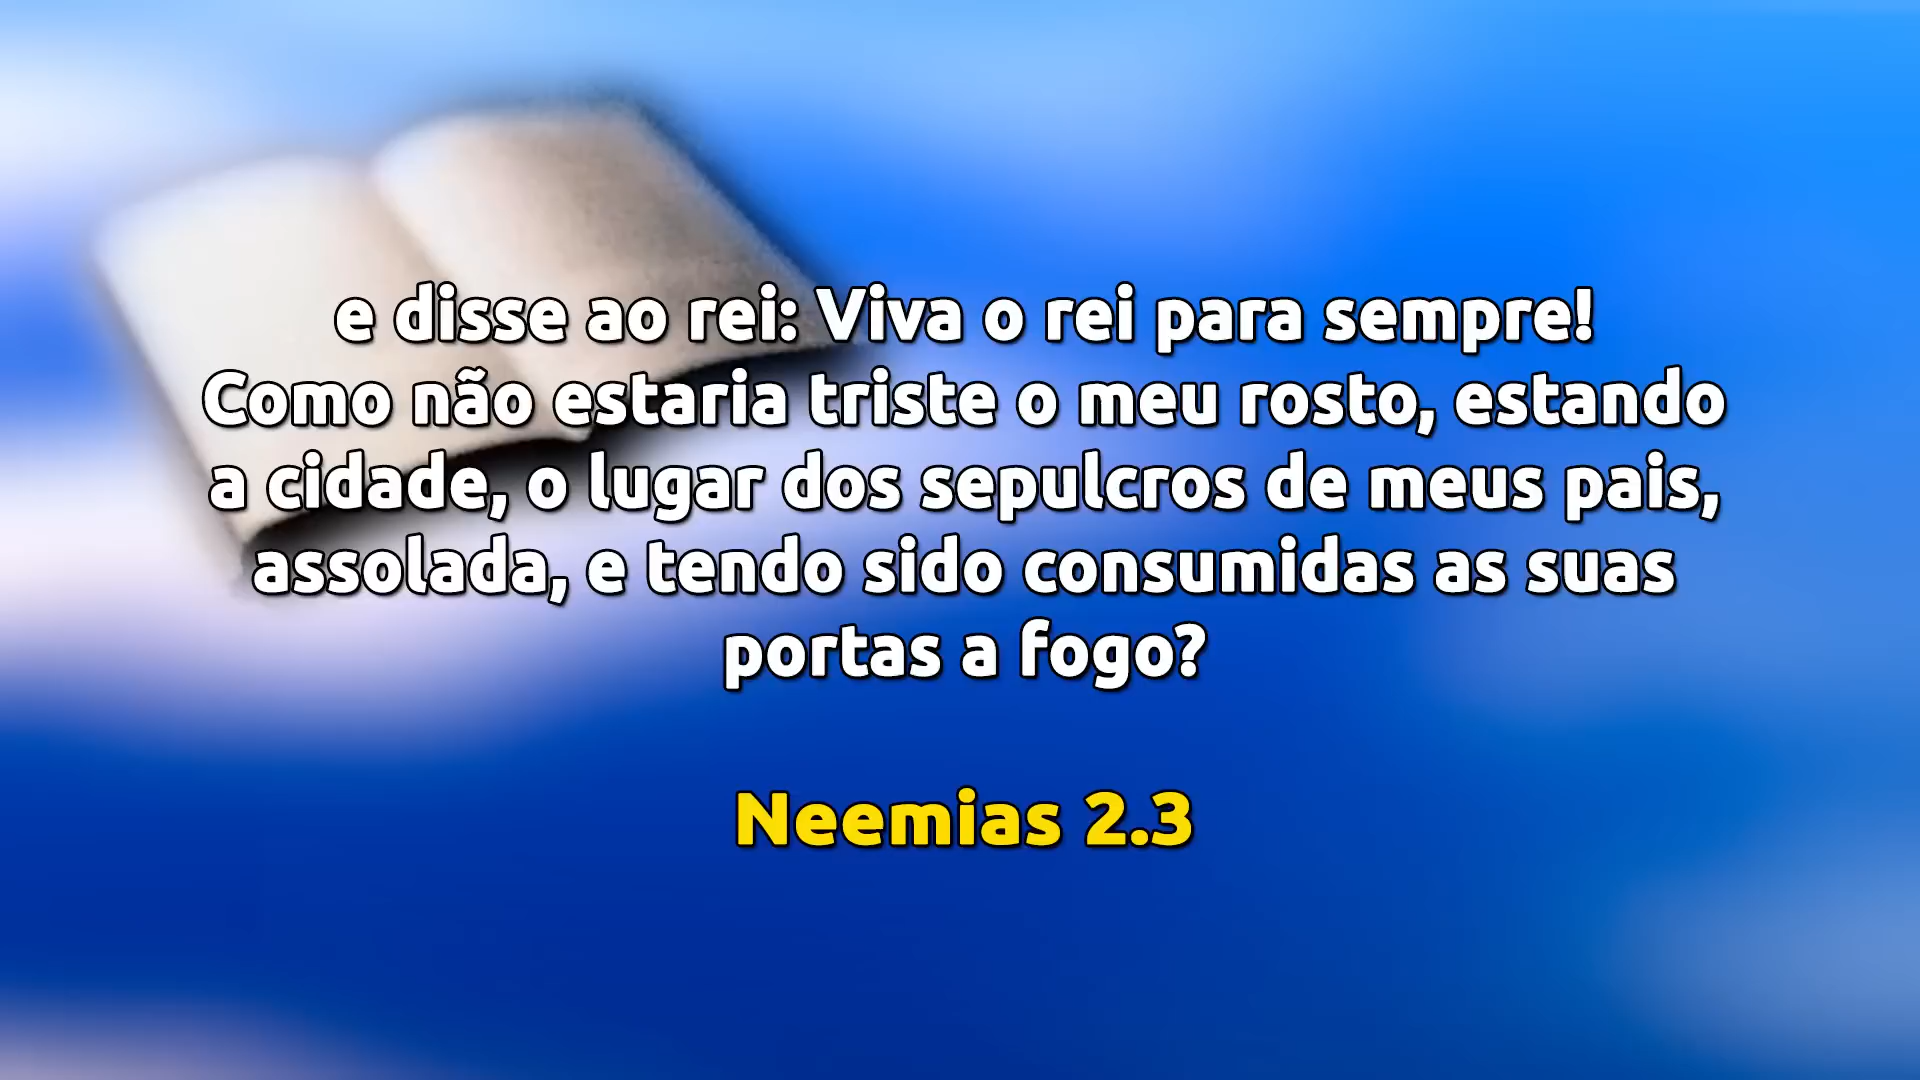 e disse ao rei: Viva o rei para sempre!
Como não estaria triste o meu rosto, estando
a cidade, o lugar dos sepulcros de meus pais,
assolada, e tendo sido consumidas as suas
portas a fogo?
Neemias 2.3